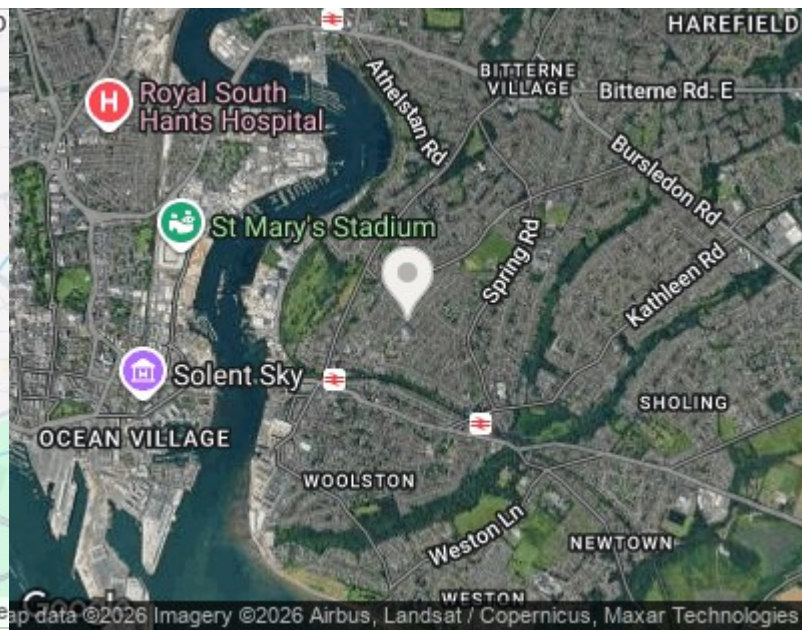 HAREFIELD
BITTERNE
VILLAGE
Bitterne Rd. E
Athelstan Rd
Royal South
Hants Hospital
H
Bursledon Rd
St Mary's Stadium
Spring Rd
Kathleen Rd
Solent Sky
SHOLING
OCEAN VILLAGE
WOOLSTON
Weston Ln
NEWTOWN
WESTON
ap data ©2026 Imagery ©2026 Airbus, Landsat / Copernicus, Maxar Technologies